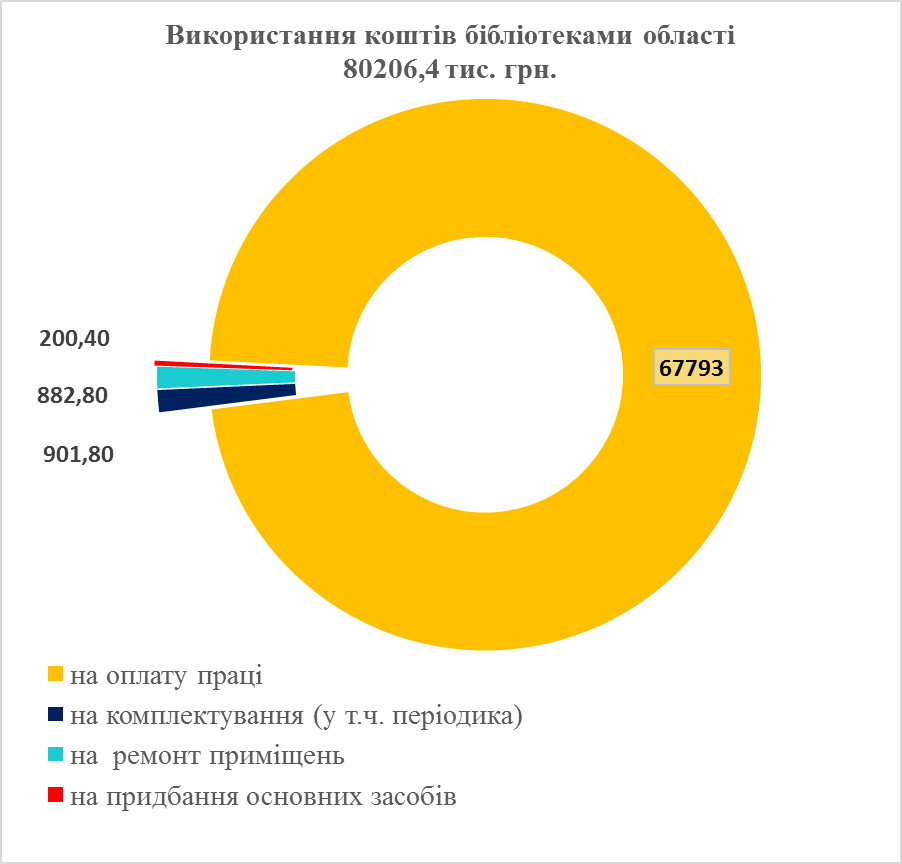 Використання коштів бібліотеками області
80206,4 тис. грн.
200,40
882,80
901,80
67793
на оплату праці
на комплектування (у т.ч. періодика)
на ремонт приміщень
на придбання основних засобів